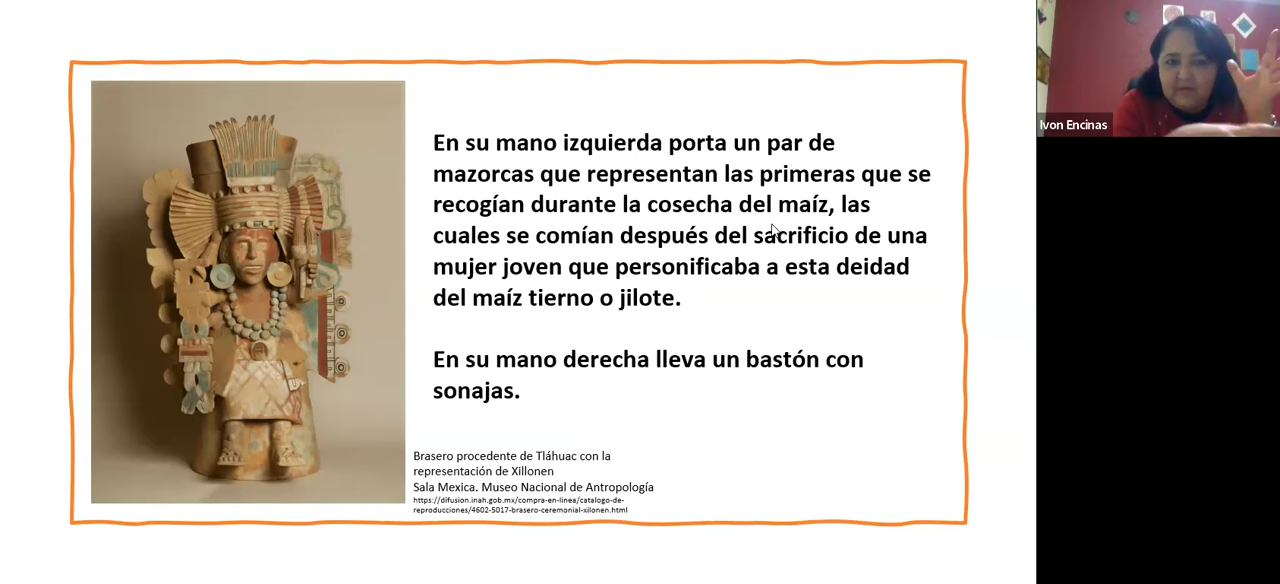 En su mano izquierda porta un par de
mazorcas que representan las primeras que se
recogían durante la cosecha del maíz, las
cuales se comían después del sacrificio de una
mujer joven que personificaba a esta deidad
del maíz tierno o jilote.
En su mano derecha lleva un bastón con
sonajas.
Brasero procedente de Tláhuac con la
representación de Xillonen
Sala Mexica. Museo Nacional de Antropología
https://difusion.inah.gob.mx/compra-en-linea/catalogo-de-
reproducciones/4602-5017-brasero-ceremonial-xilonen.html
Ivon Encinas